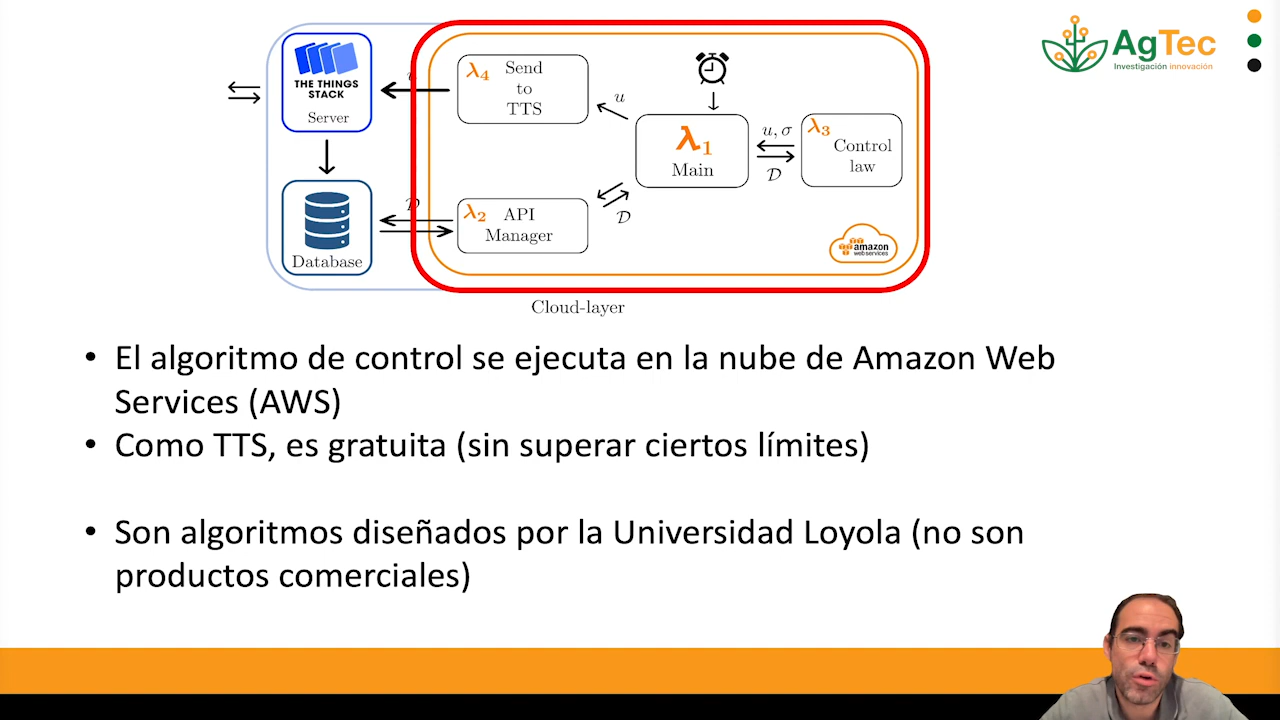 AgTec
Investigación innovación
THE THINGS
STACK
Server
Database
λ4
Send
to
TTS
u
λ1
Main
u, σ
D
λ3
Control
law
D
D
λ2
API
Manager
amazon
web services
Cloud-layer
• El algoritmo de control se ejecuta en la nube de Amazon Web
Services (AWS)
• Como TTS, es gratuita (sin superar ciertos límites)
• Son algoritmos diseñados por la Universidad Loyola (no son
productos comerciales)